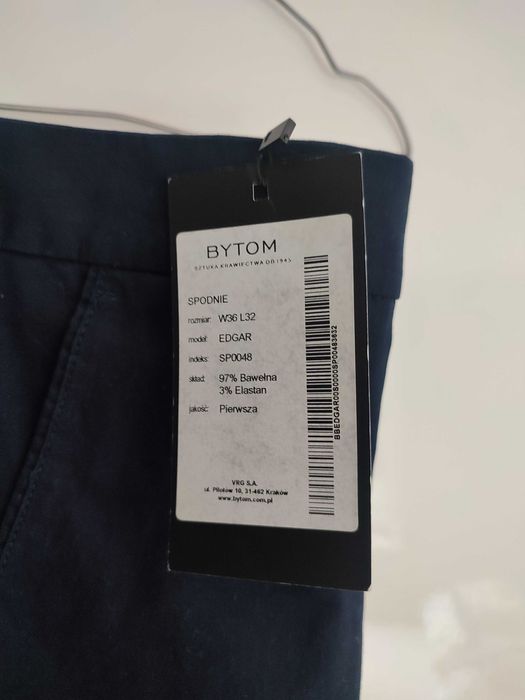 BYTOM
SZTUKA KRAWIECTWA OD 1945
SPODNIE
rozmiar: W36 L32
model: EDGAR
indeks: SP0048
skład: 97% Bawełna
3% Elastan
jakość: Pierwsza
VRG S.A.
ul. Pilotów 10, 31-462 Kraków
www.bytom.com.pl
BBEDGAR00S0000SP00483632